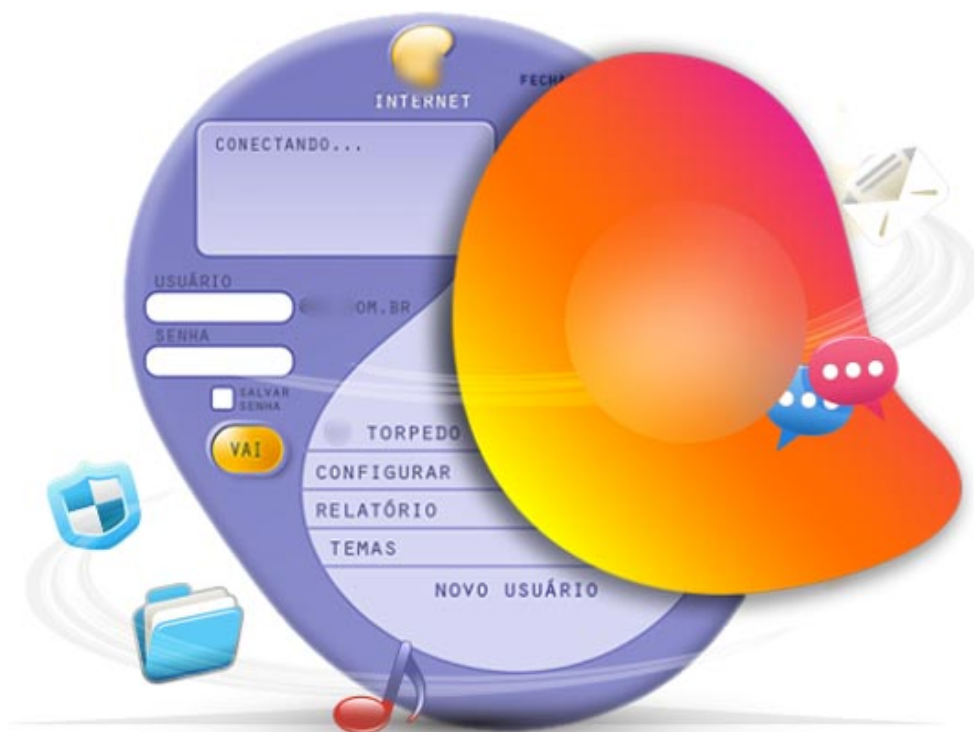 INTERNET
CONECTANDO...
USUÁRIO
OM.BR
SENHA
SALVAR
SENHA
VAI
TORPEDO
CONFIGURAR
RELATÓRIO
TEMAS
NOVO USUÁRIO